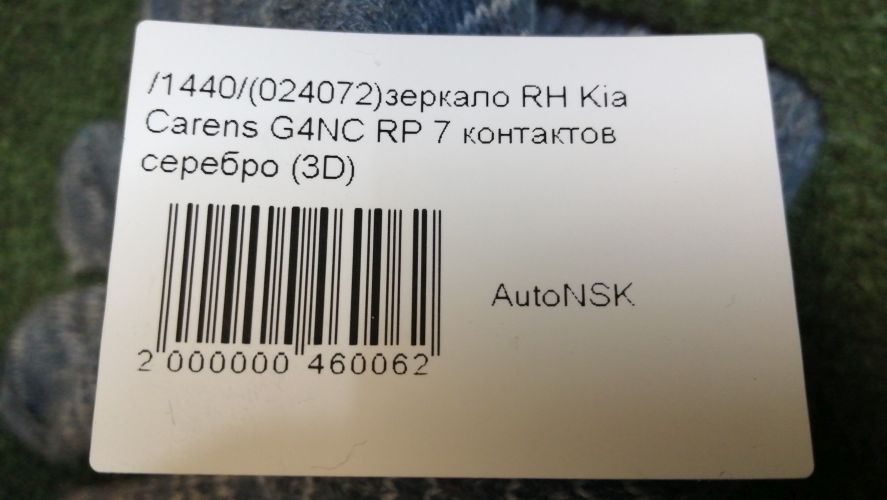 /1440/(024072)зеркало RH Kia
Carens G4NC RP 7 контактов
серебро (3D)
AutoNSK
2 000000 460062